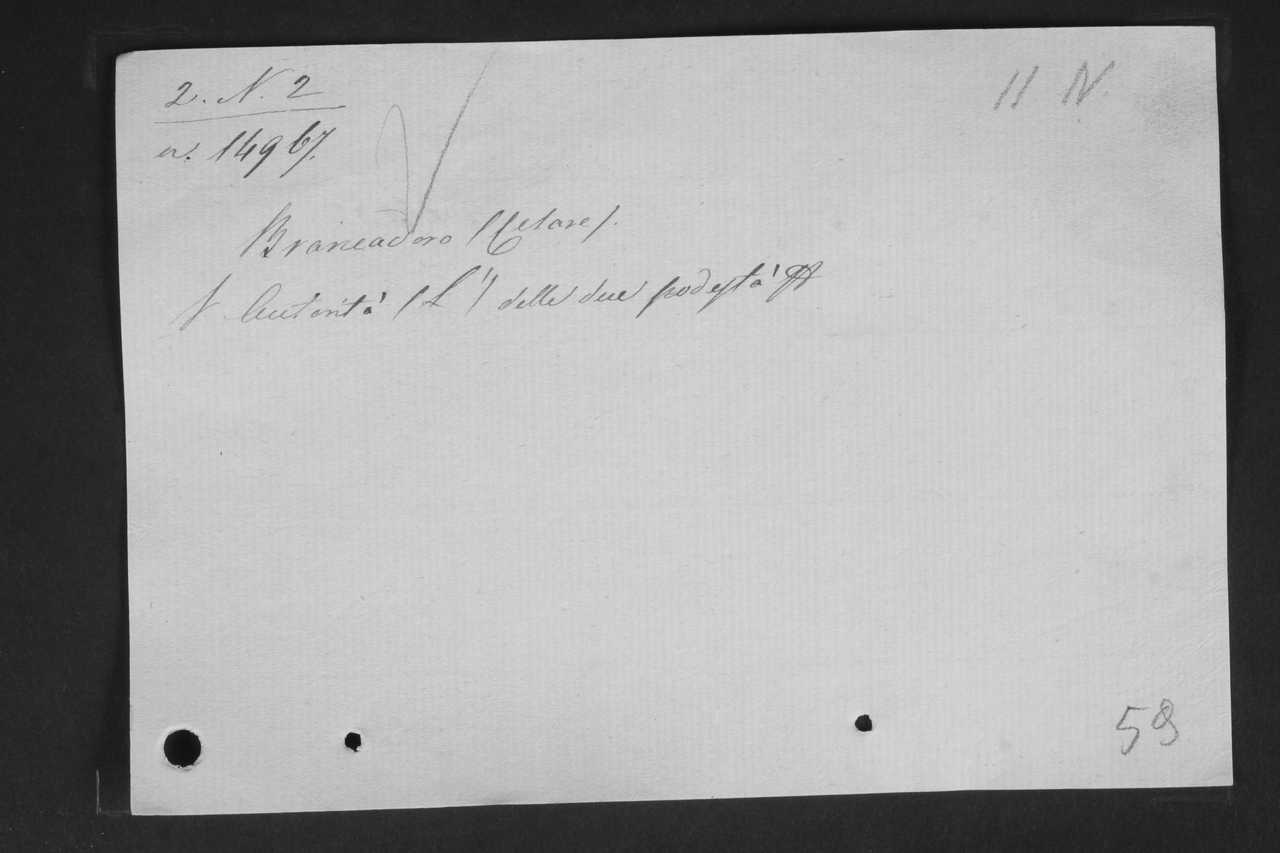 2. N. 2
11 N.
n. 14967.
Brancadoro (Cesare).
V. Autorità (L') delle due podestà
58